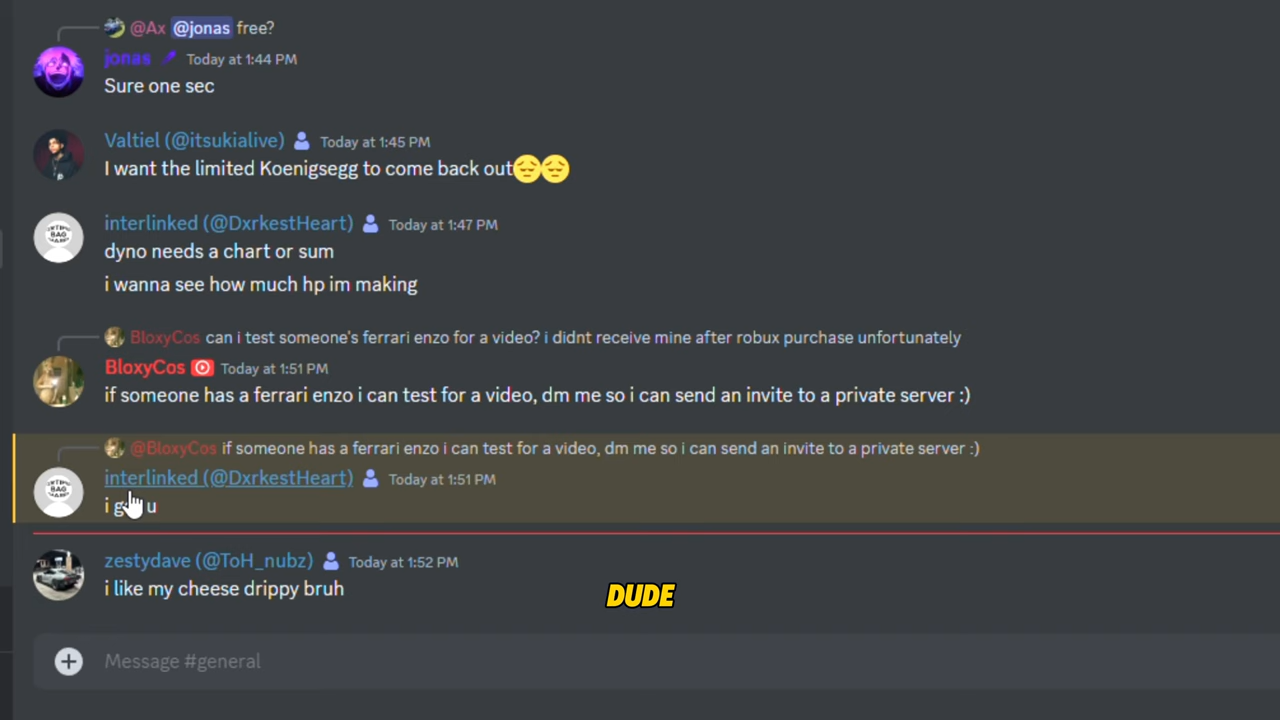 @Ax @jonas free?
jonas Today at 1:44 PM
Sure one sec
Valtiel (@itsukialive) Today at 1:45 PM
I want the limited Koenigsegg to come back out😔😔
interlinked (@DxrkestHeart) Today at 1:47 PM
dyno needs a chart or sum
i wanna see how much hp im making
BloxyCos can i test someone's ferrari enzo for a video? i didnt receive mine after robux purchase unfortunately
BloxyCos Today at 1:51 PM
if someone has a ferrari enzo i can test for a video, dm me so i can send an invite to a private server :)
@BloxyCos if someone has a ferrari enzo i can test for a video, dm me so i can send an invite to a private server :)
interlinked (@DxrkestHeart) Today at 1:51 PM
i u
zestydave (@ToH_nubz) Today at 1:52 PM
i like my cheese drippy bruh
DUDE
Message #general